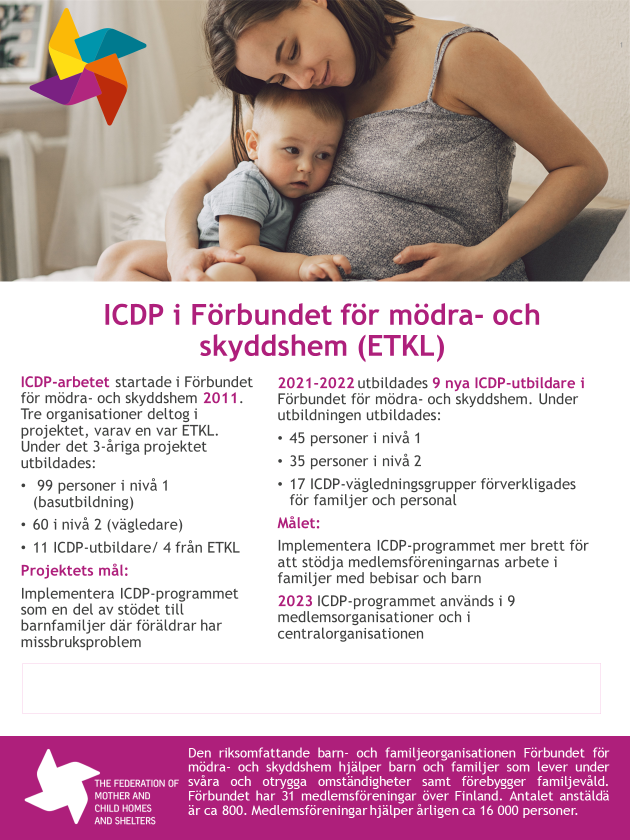 ICDP i Förbundet för mödra- och
skyddshem (ETKL)
ICDP-arbetet startade i Förbundet
för mödra- och skyddshem 2011.
Tre organisationer deltog i
projektet, varav en var ETKL.
Under det 3-åriga projektet
utbildades:
• 99 personer i nivå 1
(basutbildning)
• 60 i nivå 2 (vägledare)
• 11 ICDP-utbildare/ 4 från ETKL
Projektets mål:
Implementera ICDP-programmet
som en del av stödet till
barnfamiljer där föräldrar har
missbruksproblem
2021-2022 utbildades 9 nya ICDP-utbildare i
Förbundet för mödra- och skyddshem. Under
utbildningen utbildades:
• 45 personer i nivå 1
• 35 personer i nivå 2
• 17 ICDP-vägledningsgrupper förverkligades
för familjer och personal
Målet:
Implementera ICDP-programmet mer brett för
att stödja medlemsföreningarnas arbete i
familjer med bebisar och barn
2023 ICDP-programmet används i 9
medlemsorganisationer och i
centralorganisationen
THE FEDERATION OF
MOTHER AND
CHILD HOMES
AND SHELTERS
Den riksomfattande barn- och familjeorganisationen Förbundet för
mödra- och skyddshem hjälper barn och familjer som lever under
svåra och otrygga omständigheter samt förebygger familjevåld.
Förbundet har 31 medlemsföreningar över Finland. Antalet anställdä
är ca 800. Medlemsföreningar hjälper årligen ca 16 000 personer.